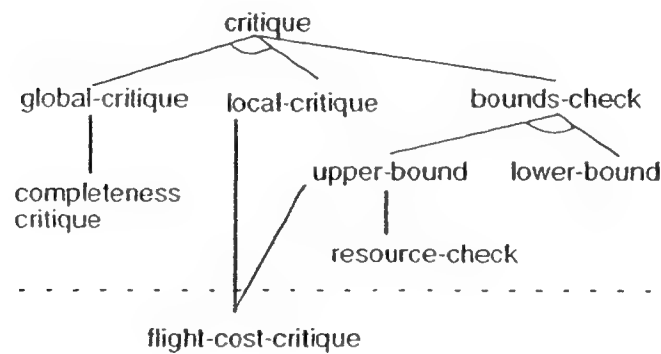 critique
global-critique local-critique bounds-check
completeness critique
upper-bound lower-bound
resource-check
flight-cost-critique